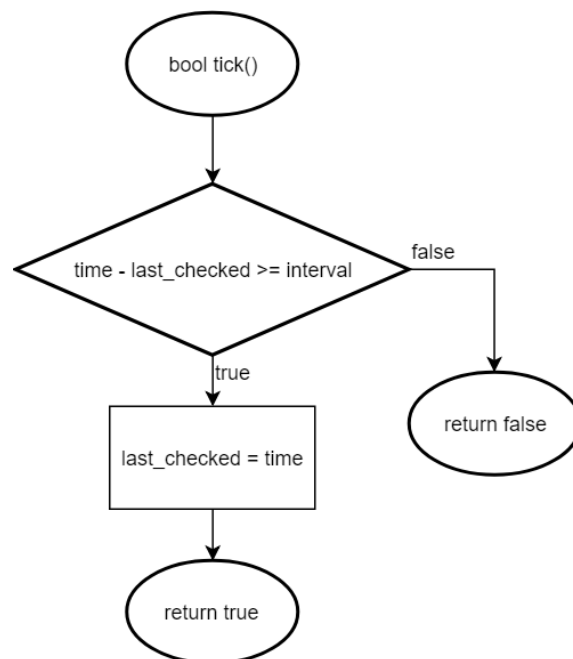 bool tick()
time - last_checked >= interval
false
true
last_checked = time
return false
return true